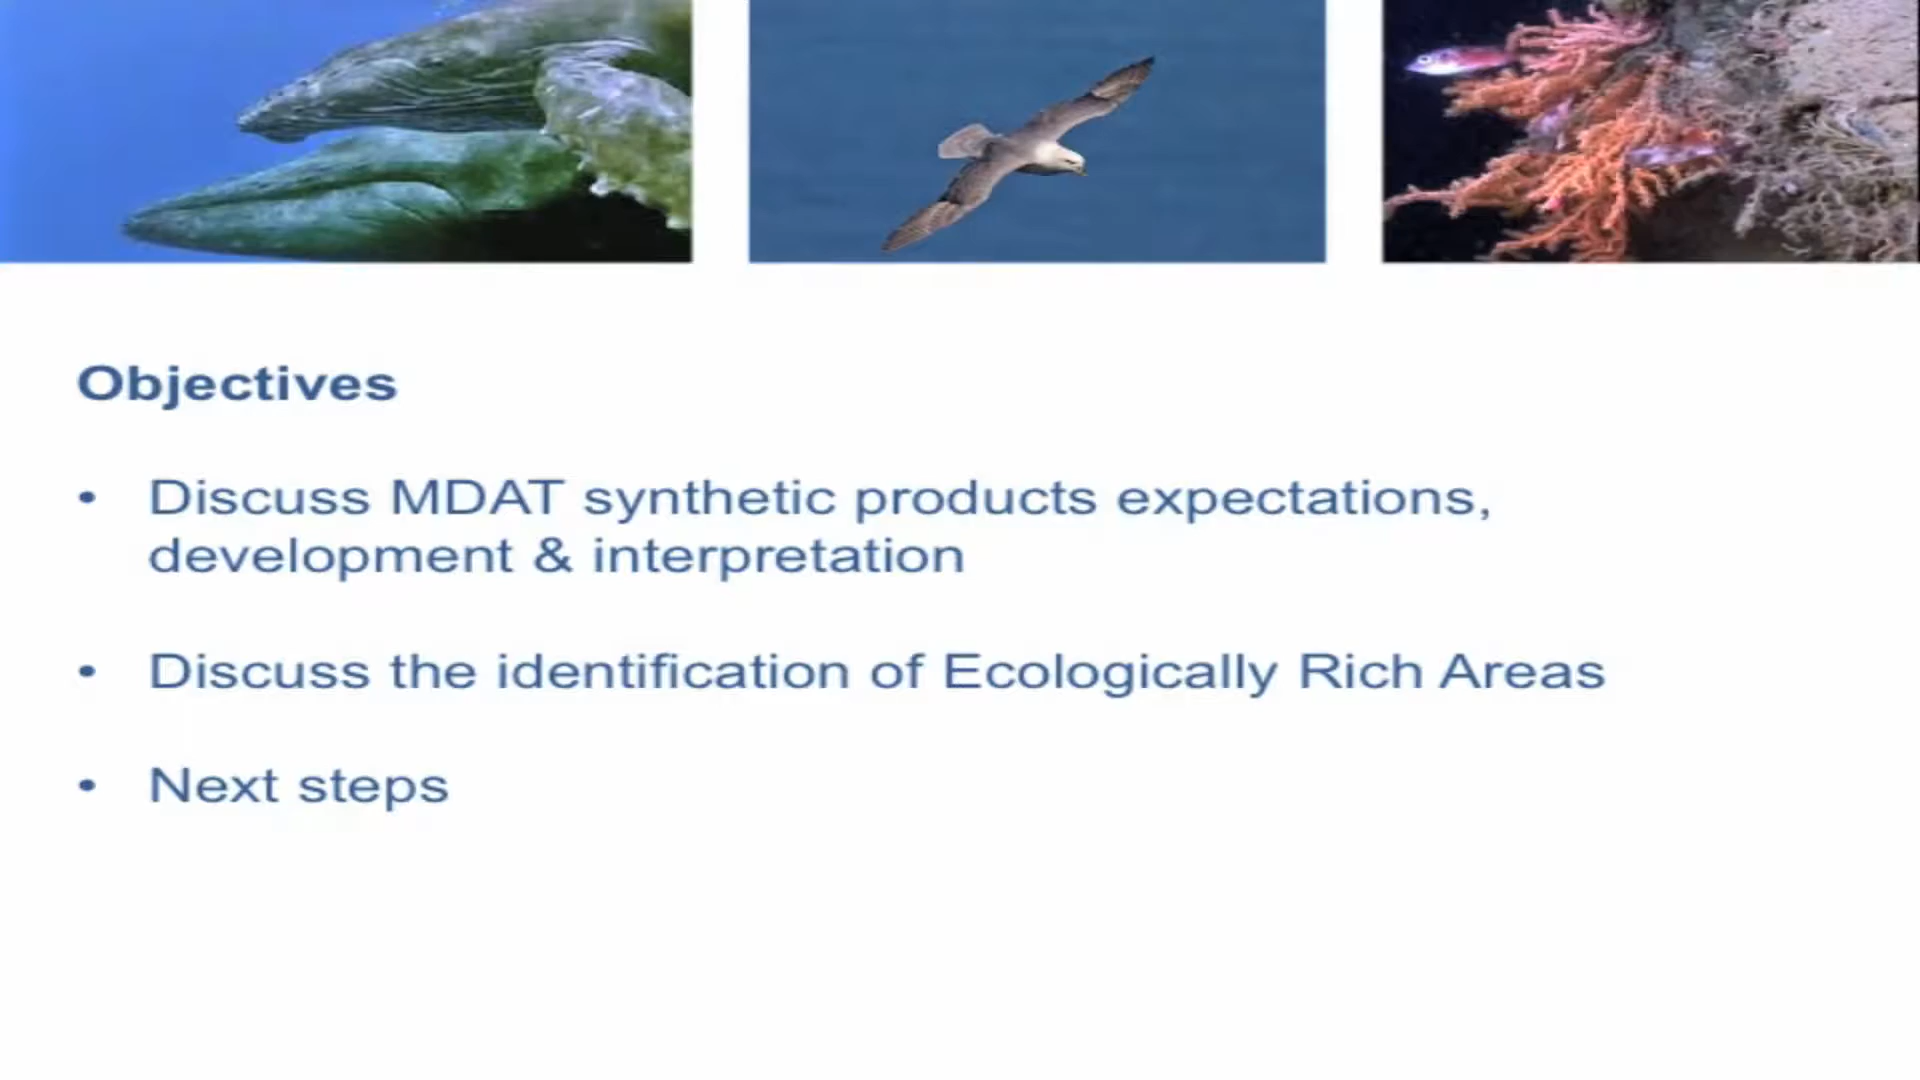 Objectives
• Discuss MDAT synthetic products expectations,
development & interpretation
• Discuss the identification of Ecologically Rich Areas
• Next steps